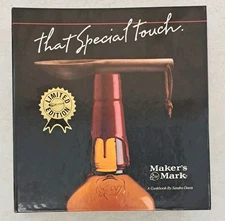 that Special touch.
LIMITED
EDITION
Maker's
Mark
A Cookbook By Sandra Davis